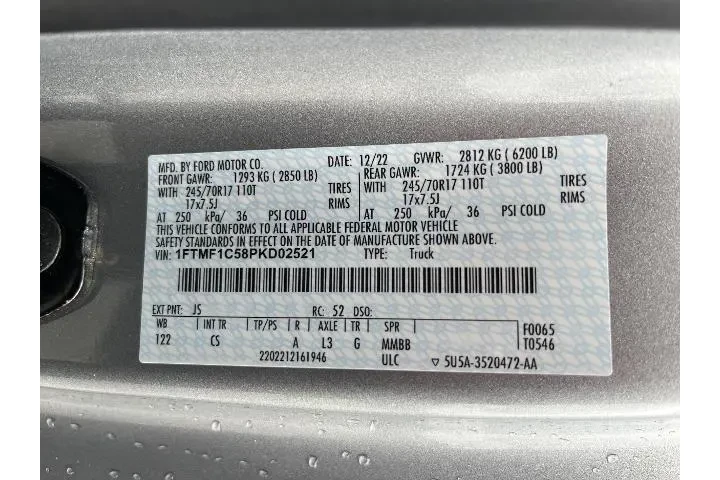 MFD. BY FORD MOTOR CO. DATE: 12/22 GVWR: 2812 KG ( 6200 LB)
FRONT GAWR: 1293 KG ( 2850 LB) REAR GAWR: 1724 KG ( 3800 LB)
WITH 245/70R17 110T TIRES WITH 245/70R17 110T TIRES
17x7.5J RIMS 17x7.5J RIMS
AT 250 kPa/ 36 PSI COLD AT 250 kPa/ 36 PSI COLD
THIS VEHICLE CONFORMS TO ALL APPLICABLE FEDERAL MOTOR VEHICLE
SAFETY STANDARDS IN EFFECT ON THE DATE OF MANUFACTURE SHOWN ABOVE.
VIN: 1FTMF1C58PKD02521 TYPE: Truck
EXT PNT: JS RC: 52 DSO:
WB INT TR TP/PS R AXLE TR SPR F0065
122 CS A L3 G MMBB T0546
2202212161946 ULC ▽ 5U5A-3520472-AA